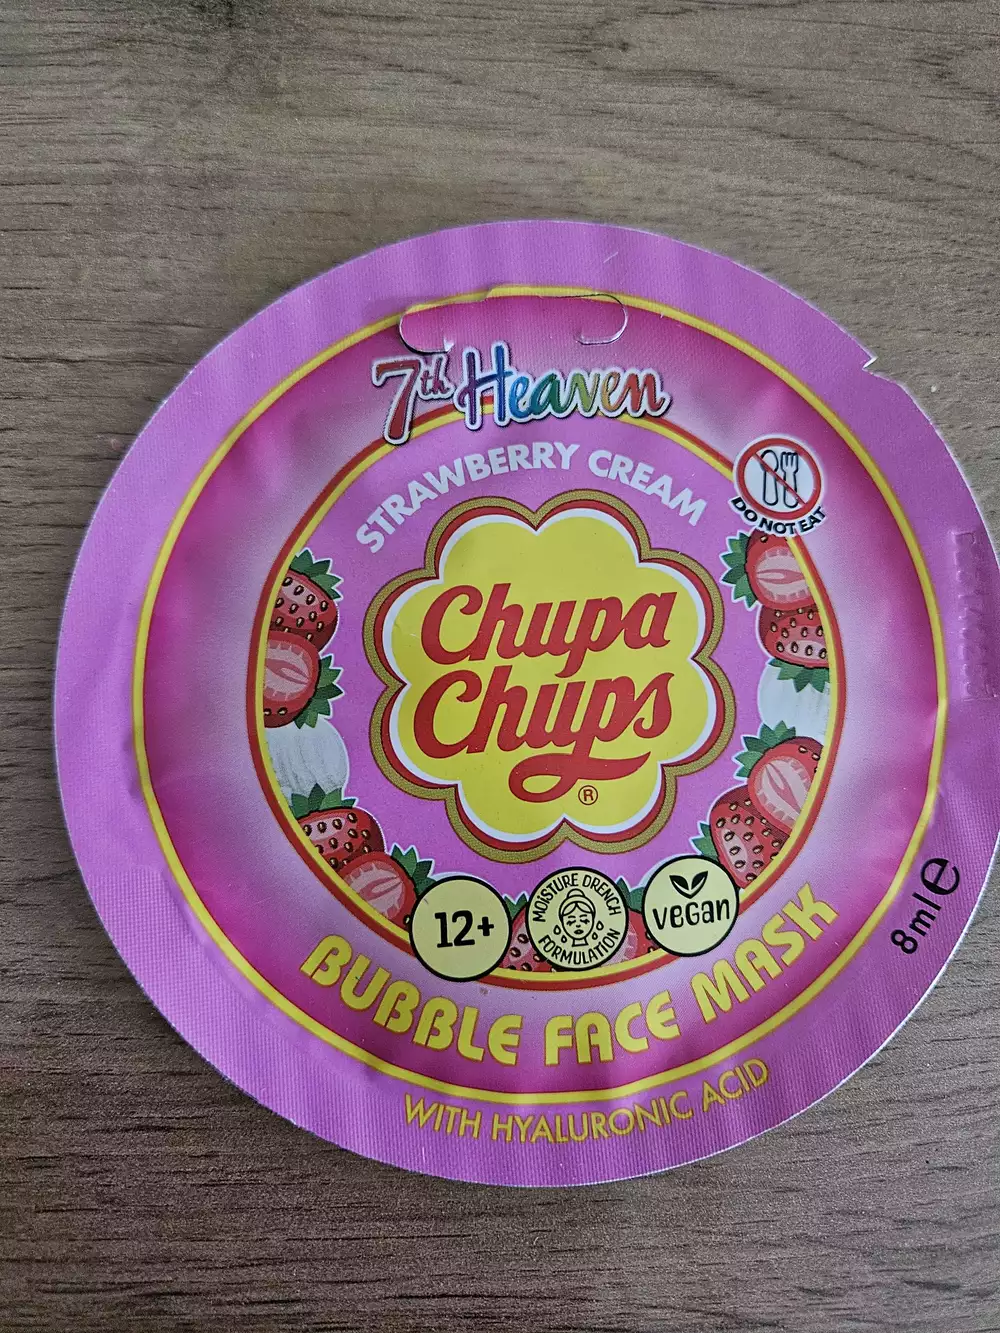 7th Heaven
STRAWBERRY CREAM
DO NOT EAT
Chupa
Chups
®
12+
MOISTURE DRENCH
FORMULATION
vegan
BUBBLE FACE MASK
8ml e
WITH HYALURONIC ACID